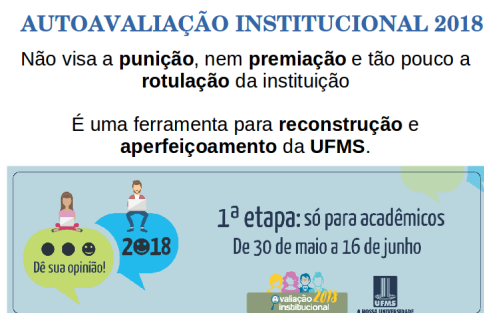 AUTOAVALIAÇÃO INSTITUCIONAL 2018
Não visa a punição, nem premiação e tão pouco a
rotulação da instituição
É uma ferramenta para reconstrução e
aperfeiçoamento da UFMS.
2018
Dê sua opinião!
1ª etapa: só para acadêmicos
De 30 de maio a 16 de junho
avaliação 2018
institucional
UFMS
A NOSSA UNIVERSIDADE